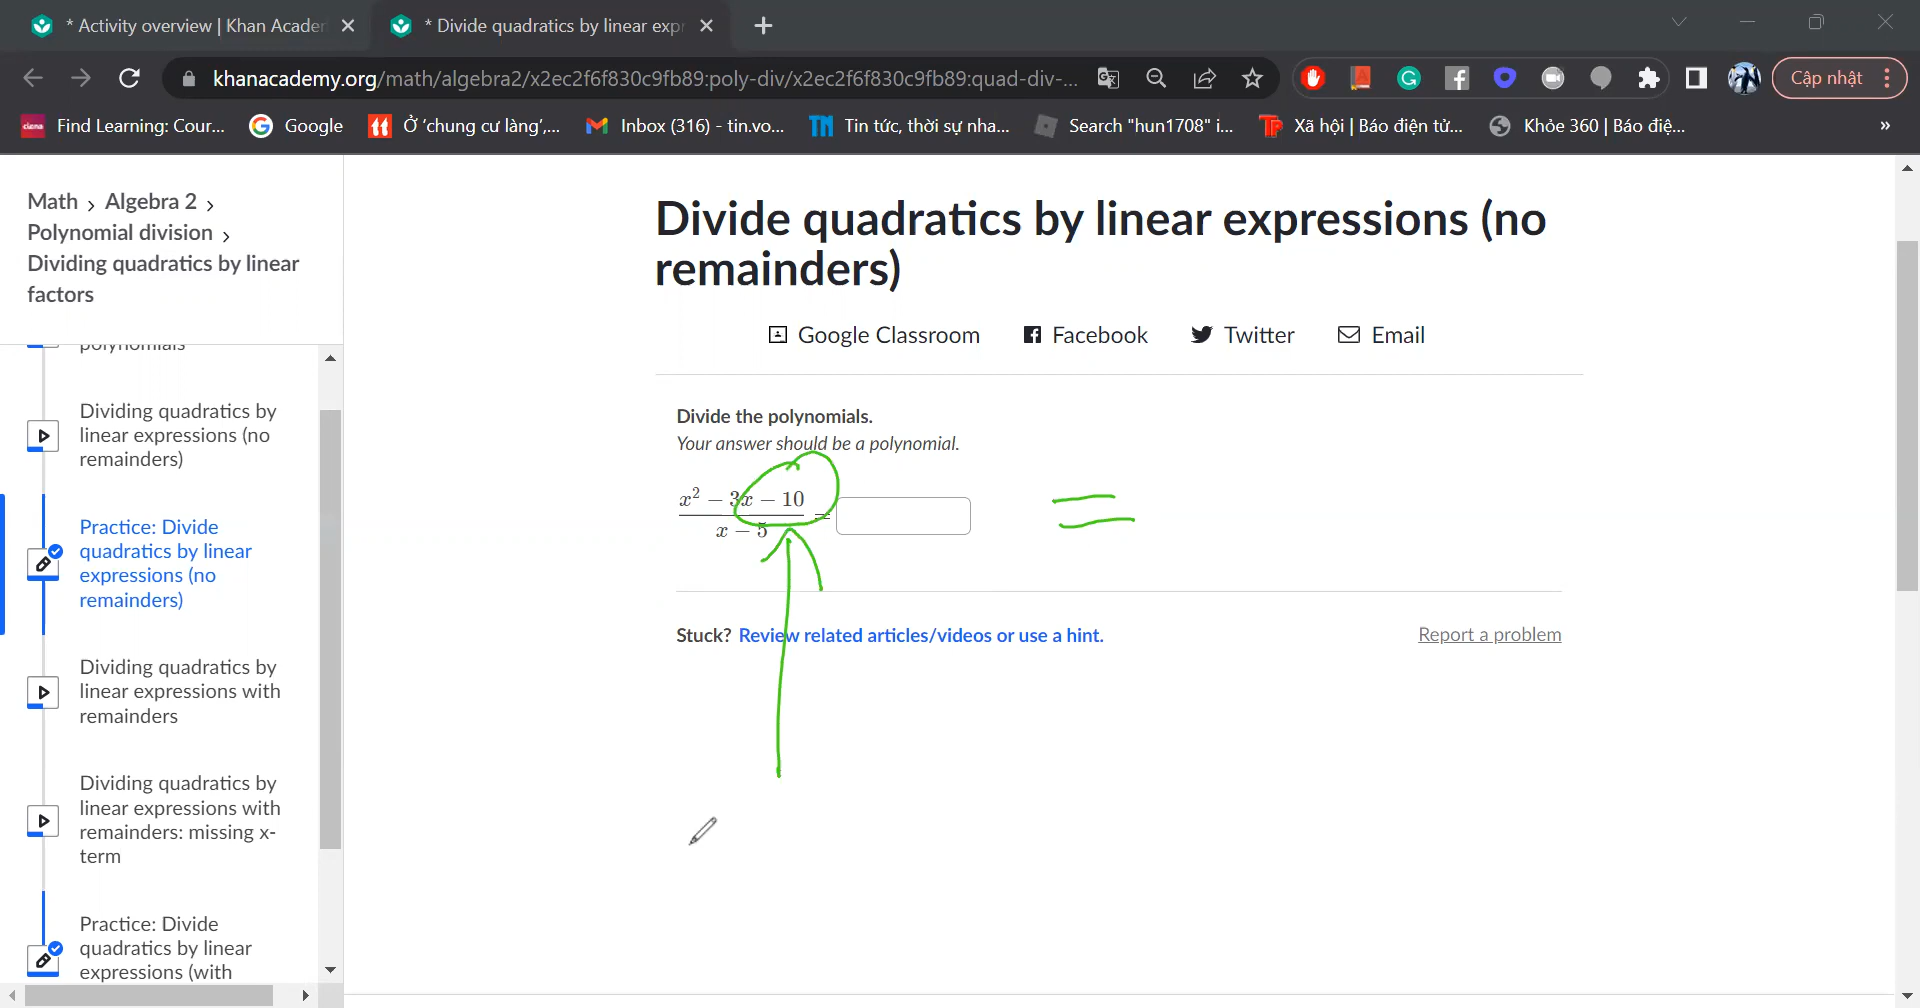 * Activity overview | Khan Acader
* Divide quadratics by linear expr
khanacademy.org/math/algebra2/x2ec2f6f830c9fb89:poly-div/x2ec2f6f830c9fb89:quad-div-...
Cập nhật
Find Learning: Cour...
Google
Ở 'chung cư làng',...
Inbox (316) - tin.vo...
Tin tức, thời sự nha...
Search "hun1708" i...
Xã hội | Báo điện tử...
Khỏe 360 | Báo điệ...
»
Math > Algebra 2 >
Polynomial division >
Dividing quadratics by linear
factors
polynomials
Dividing quadratics by
linear expressions (no
remainders)
Practice: Divide
quadratics by linear
expressions (no
remainders)
Dividing quadratics by
linear expressions with
remainders
Dividing quadratics by
linear expressions with
remainders: missing x-
term
Practice: Divide
quadratics by linear
expressions (with
Divide quadratics by linear expressions (no
remainders)
Google Classroom
Facebook
Twitter
Email
Divide the polynomials.
Your answer should be a polynomial.
x² − 3x − 10
=
x − 5
=
Stuck? Review related articles/videos or use a hint.
Report a problem